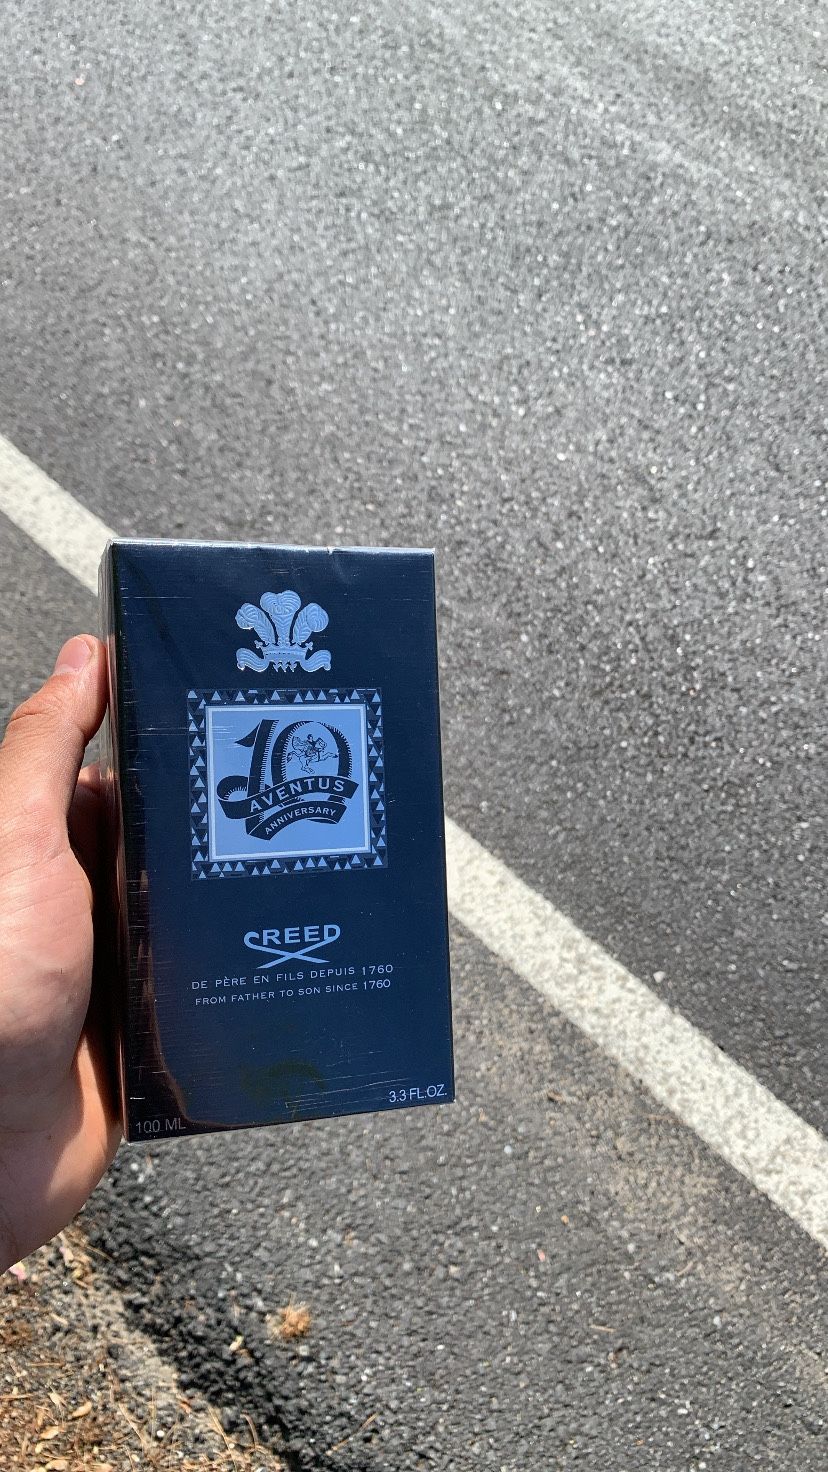 10
AVENTUS
ANNIVERSARY
CREED
DE PÈRE EN FILS DEPUIS 1760
FROM FATHER TO SON SINCE 1760
3.3 FL.OZ.
100 ML